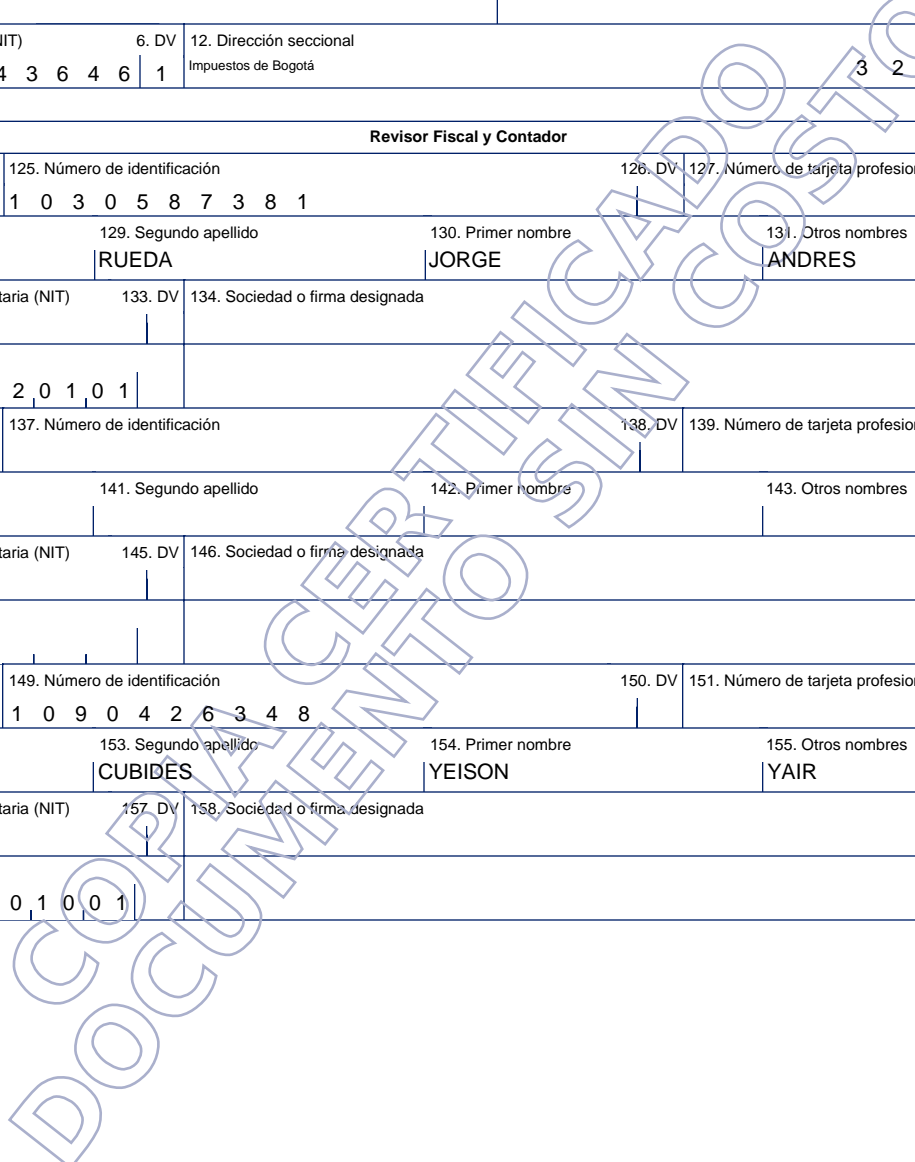 NIT) 6. DV 12. Dirección seccional
4 3 6 4 6 1 Impuestos de Bogotá 3 2
Revisor Fiscal y Contador
125. Número de identificación 126. DV 127. Número de tarjeta profesion
1 0 3 0 5 8 7 3 8 1
129. Segundo apellido 130. Primer nombre 131. Otros nombres
RUEDA JORGE ANDRES
taria (NIT) 133. DV 134. Sociedad o firma designada
2 0 1 0 1
137. Número de identificación 138. DV 139. Número de tarjeta profesion
141. Segundo apellido 142. Primer nombre 143. Otros nombres
taria (NIT) 145. DV 146. Sociedad o firma designada
149. Número de identificación 150. DV 151. Número de tarjeta profesion
1 0 9 0 4 2 6 3 4 8
153. Segundo apellido 154. Primer nombre 155. Otros nombres
CUBIDES YEISON YAIR
taria (NIT) 157. DV 158. Sociedad o firma designada
0 1 0 0 1
COPIA CERTIFICADO
DOCUMENTO SIN COSTO